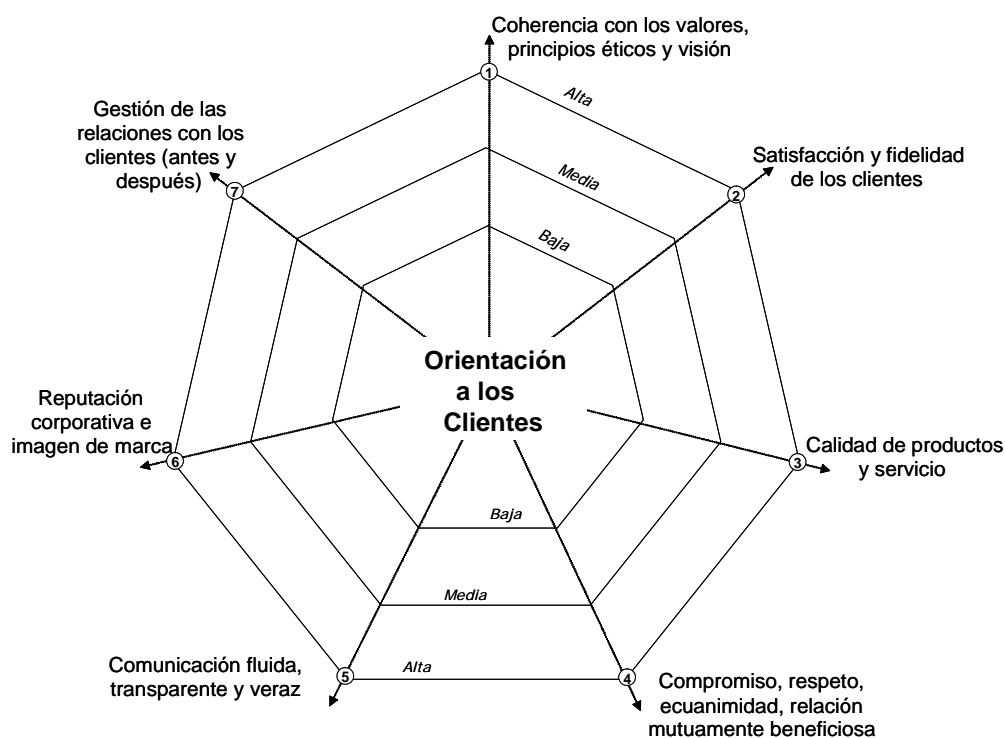 Coherencia con los valores,
principios éticos y visión
1
Alta
Gestión de las
relaciones con los
clientes (antes y
después)
7
Media
Satisfacción y fidelidad
de los clientes
2
Baja
Orientación
a los
Clientes
Reputación
corporativa e
imagen de marca
6
Calidad de productos
y servicio
3
Baja
Media
Comunicación fluida,
transparente y veraz
5
Alta
4
Compromiso, respeto,
ecuanimidad, relación
mutuamente beneficiosa